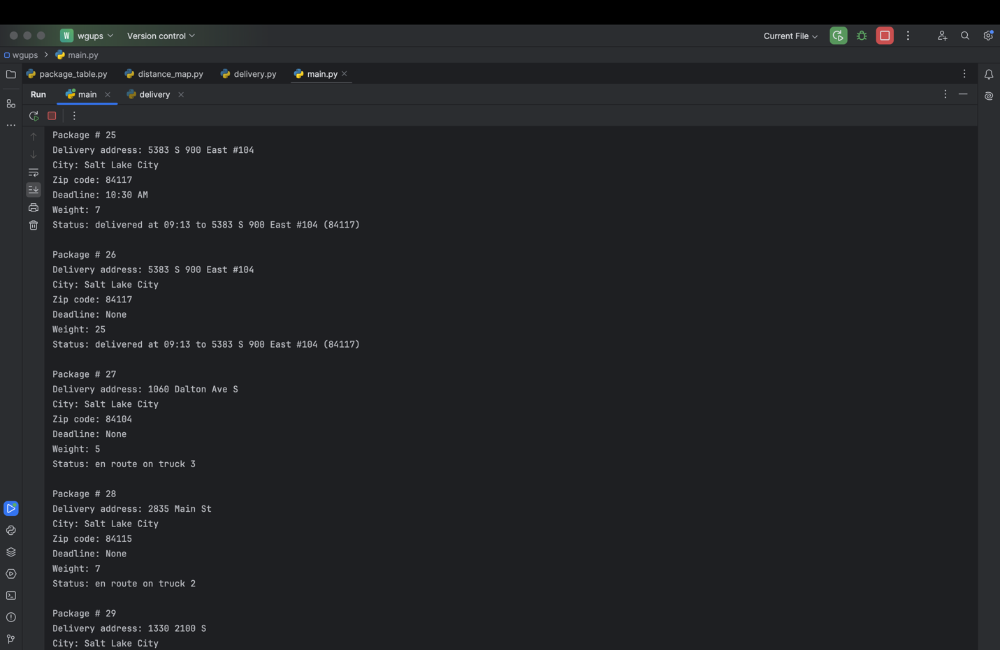 W wgups Version control Current File
wgups main.py
package_table.py distance_map.py delivery.py main.py
Run main delivery
Package # 25
Delivery address: 5383 S 900 East #104
City: Salt Lake City
Zip code: 84117
Deadline: 10:30 AM
Weight: 7
Status: delivered at 09:13 to 5383 S 900 East #104 (84117)
Package # 26
Delivery address: 5383 S 900 East #104
City: Salt Lake City
Zip code: 84117
Deadline: None
Weight: 25
Status: delivered at 09:13 to 5383 S 900 East #104 (84117)
Package # 27
Delivery address: 1060 Dalton Ave S
City: Salt Lake City
Zip code: 84104
Deadline: None
Weight: 5
Status: en route on truck 3
Package # 28
Delivery address: 2835 Main St
City: Salt Lake City
Zip code: 84115
Deadline: None
Weight: 7
Status: en route on truck 2
Package # 29
Delivery address: 1330 2100 S
City: Salt Lake City